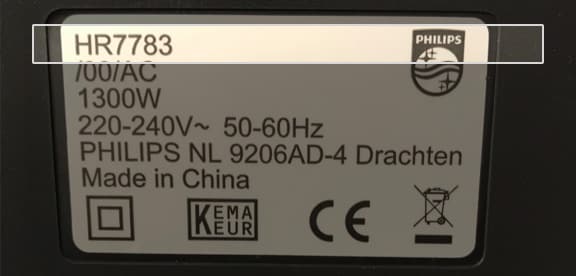 HR7783
PHILIPS
/00/AC
1300W
220-240V~ 50-60Hz
PHILIPS NL 9206AD-4 Drachten
Made in China
KEMA
KEUR
CE